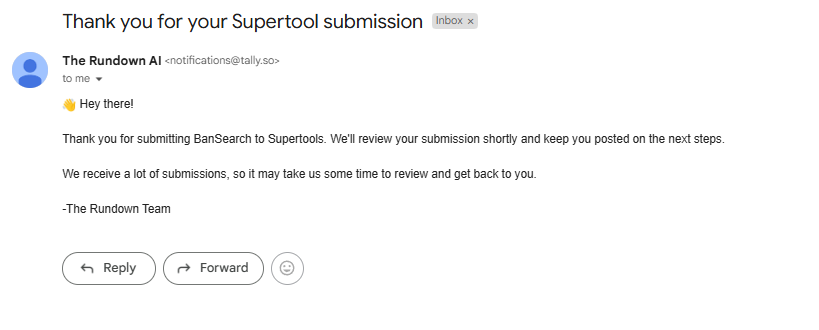 Thank you for your Supertool submission Inbox ×
The Rundown AI <notifications@tally.so>
to me
👋 Hey there!
Thank you for submitting BanSearch to Supertools. We'll review your submission shortly and keep you posted on the next steps.
We receive a lot of submissions, so it may take us some time to review and get back to you.
-The Rundown Team
Reply Forward